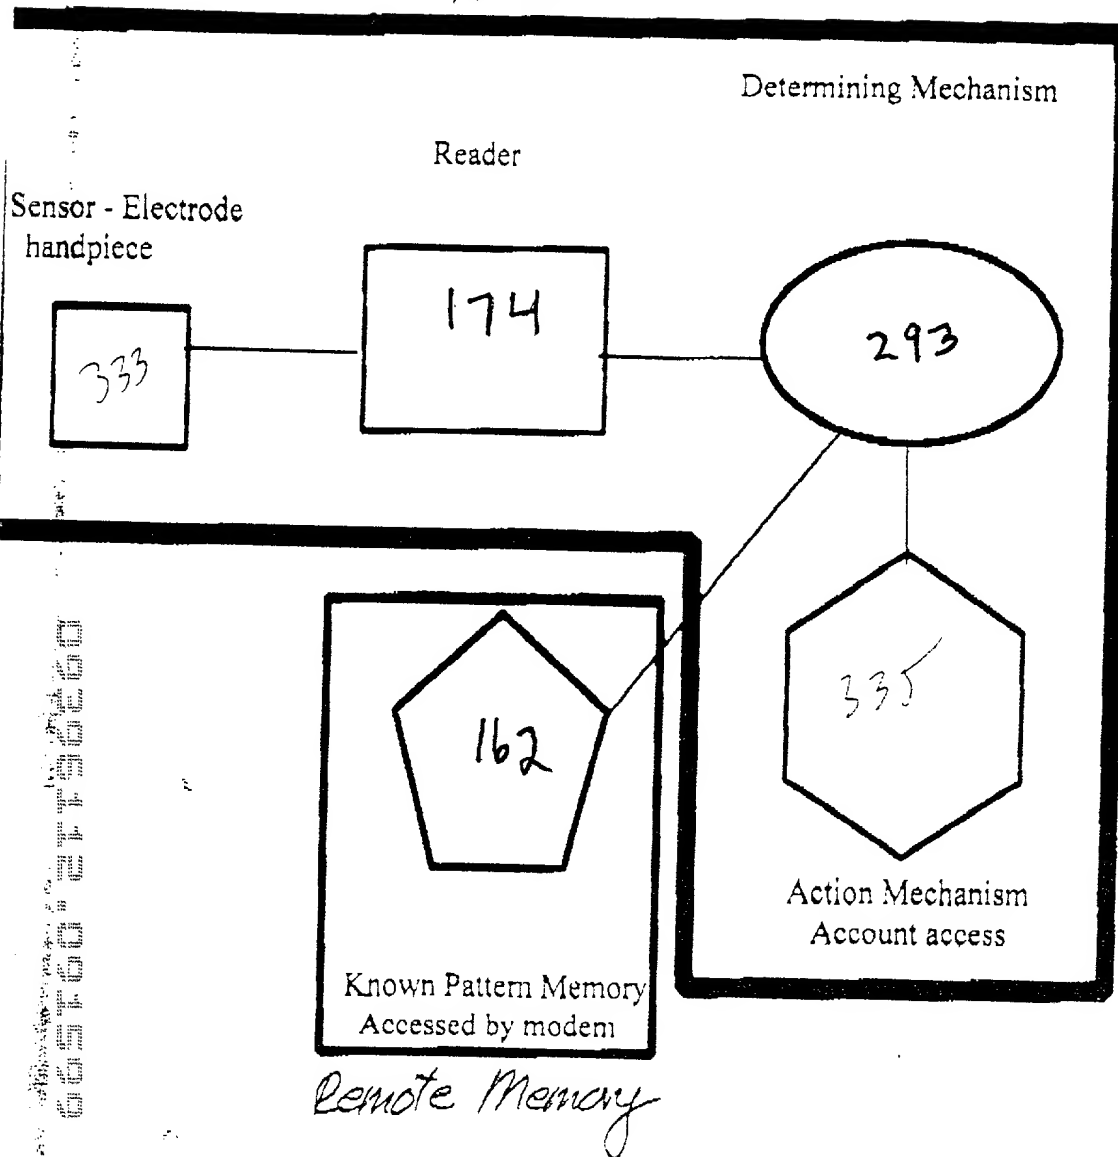 Determining Mechanism
Reader
Sensor - Electrode
handpiece
174
293
333
335
162
Action Mechanism
Account access
Known Pattern Memory
Accessed by modem
Remote Memory